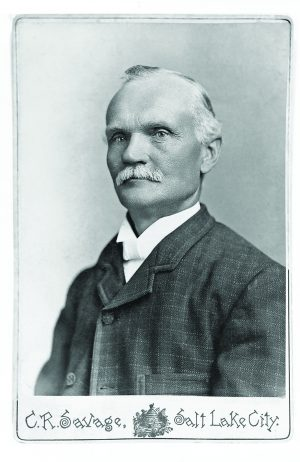 C. R. Savage, Salt Lake City.